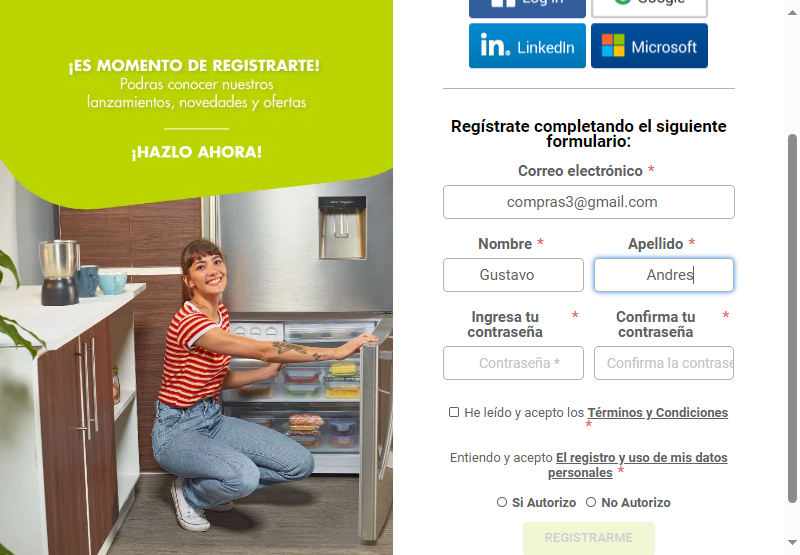 ¡ES MOMENTO DE REGISTRARTE!
Podras conocer nuestros
lanzamientos, novedades y ofertas
¡HAZLO AHORA!
Log in
Google
LinkedIn
Microsoft
Regístrate completando el siguiente
formulario:
Correo electrónico *
compras3@gmail.com
Nombre *
Apellido *
Gustavo
Andres
Ingresa tu
contraseña *
Confirma tu
contraseña *
Contraseña *
Confirma la contrase
He leído y acepto los Términos y Condiciones
*
Entiendo y acepto El registro y uso de mis datos
personales *
Si Autorizo
No Autorizo
REGISTRARME